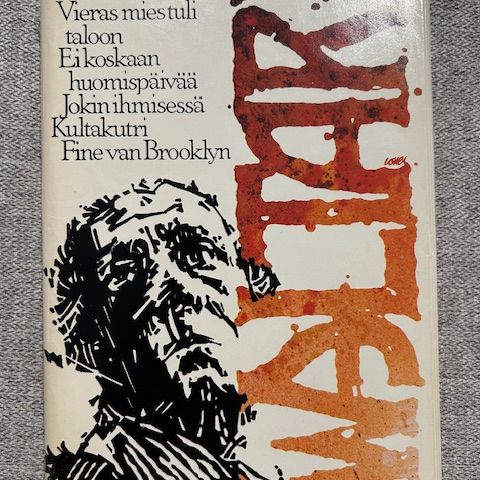 Vieras mies tuli
taloon
Ei koskaan
huomispäivää
Jokin ihmisessä
Kultakutri
Fine van Brooklyn
WALTARI